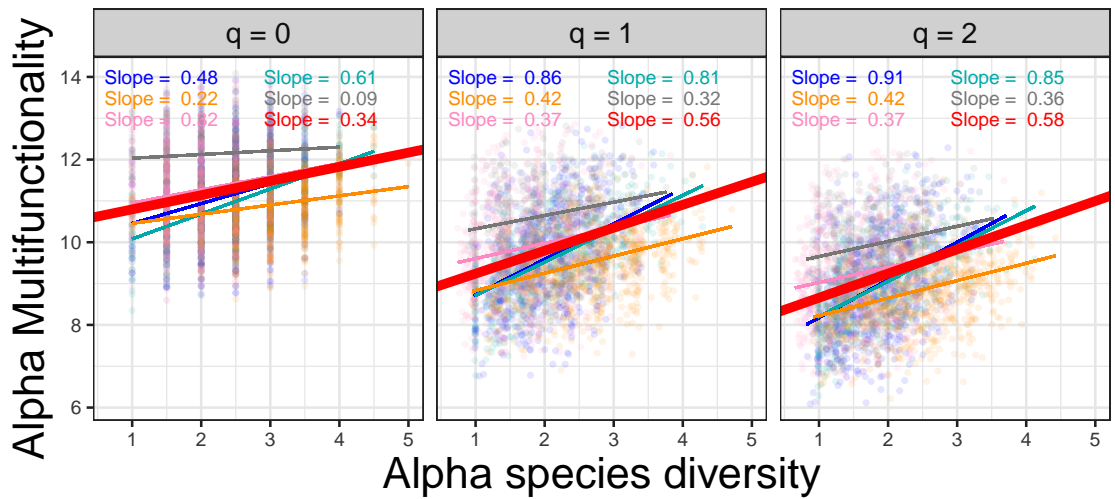 q = 0
q = 1
q = 2
Slope = 0.48 Slope = 0.61
Slope = 0.22 Slope = 0.09
Slope = 0.32 Slope = 0.34
Slope = 0.86 Slope = 0.81
Slope = 0.42 Slope = 0.32
Slope = 0.37 Slope = 0.56
Slope = 0.91 Slope = 0.85
Slope = 0.42 Slope = 0.36
Slope = 0.37 Slope = 0.58
Alpha Multifunctionality
14
12
10
8
6
1 2 3 4 5
1 2 3 4 5
1 2 3 4 5
Alpha species diversity